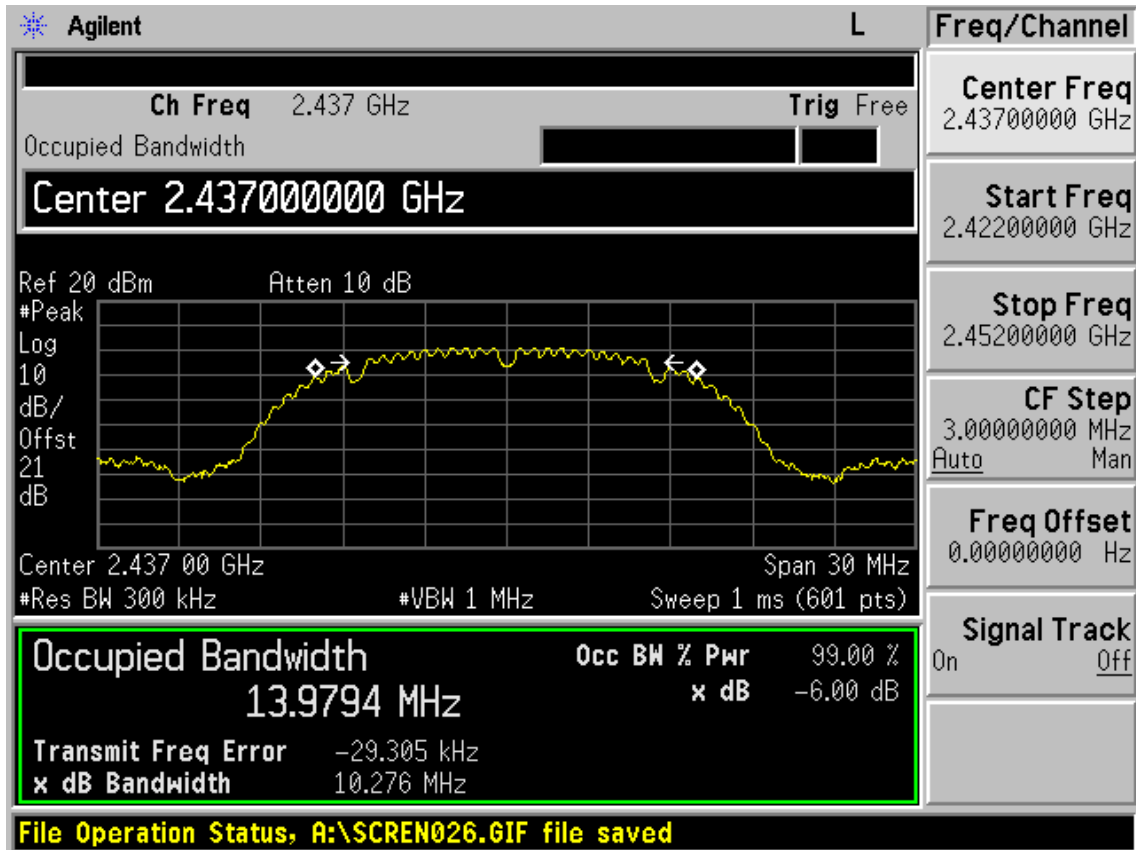 Agilent
L
Ch Freq 2.437 GHz
Trig Free
Occupied Bandwidth
Center 2.437000000 GHz
Ref 20 dBm
Atten 10 dB
#Peak
Log
10
dB/
Offst
21
dB
Center 2.437 00 GHz
Span 30 MHz
#Res BW 300 kHz
#VBW 1 MHz
Sweep 1 ms (601 pts)
Occupied Bandwidth
13.9794 MHz
Occ BW % Pwr 99.00 %
x dB -6.00 dB
Transmit Freq Error -29.305 kHz
x dB Bandwidth 10.276 MHz
File Operation Status, A:\SCREN026.GIF file saved
Freq/Channel
Center Freq
2.43700000 GHz
Start Freq
2.42200000 GHz
Stop Freq
2.45200000 GHz
CF Step
3.00000000 MHz
Auto Man
Freq Offset
0.00000000 Hz
Signal Track
On Off